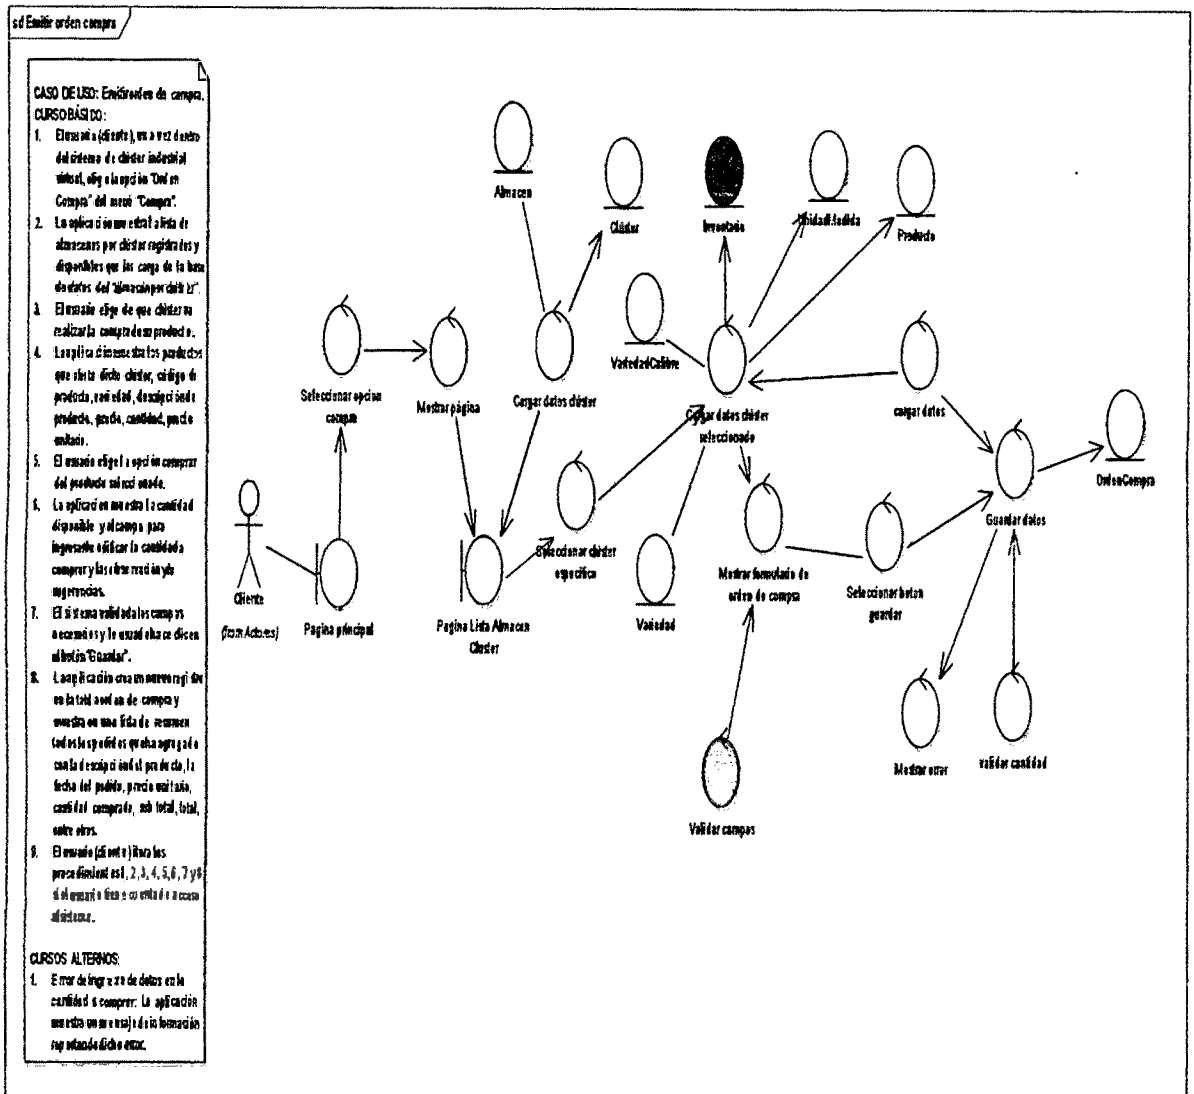 sd Emitir orden compra
CASO DE USO: Emitir orden de compra.
CURSO BÁSICO:
1. El usuario (cliente), una vez dentro
del sistema de clúster industrial
virtual, elige la opción "Orden
Compra" del menú "Compra".
2. La aplicación muestra la lista de
almacenes por clúster registrados y
disponibles que los carga de la base
de datos del "almacén por clúster".
3. El usuario elige de que clúster va
realizar la compra de su producto.
4. La aplicación muestra los productos
que oferta dicho clúster, código de
producto, variedad, descripción de
producto, precio, cantidad, precio
unitario.
5. El usuario elige la opción comprar
del producto seleccionado.
6. La aplicación muestra la cantidad
disponible y el campo para
ingresar o edificar la cantidad a
comprar y las observación y/o
sugerencias.
7. El sistema valida los campos
necesarios y le usuario hace clic en
el botón "Guardar".
8. La aplicación crea un nuevo registro
en la tabla orden de compra y
muestra en una lista de resumen
todos los pedidos que ha agregado
con la descripción del producto, la
fecha del pedido, precio unitario,
cantidad comprada, sub total, total,
entre otros.
9. El usuario (cliente) itera los
procedimientos 1, 2, 3, 4, 5, 6, 7 y 8
si el usuario tiene cuenta de acceso
al sistema.
CURSOS ALTERNOS:
1. Error de ingreso de datos en la
cantidad a comprar: La aplicación
muestra un mensaje de información
reportando dicho error.
Almacen
Clúster
Inventario
UnidadMedida
Producto
VariedadCalibre
Seleccionar opcion
compra
Mostrar página
Cargar datos clúster
Cargar datos clúster
seleccionado
cargar datos
OrdenCompra
Guardar datos
Seleccionar clúster
especifico
Mostrar formulario de
orden de compra
Seleccionar boton
guardar
Cliente
(from Actores)
Pagina principal
Pagina Lista Almacen
Cluster
Variedad
Mostrar error
validar cantidad
Validar campos